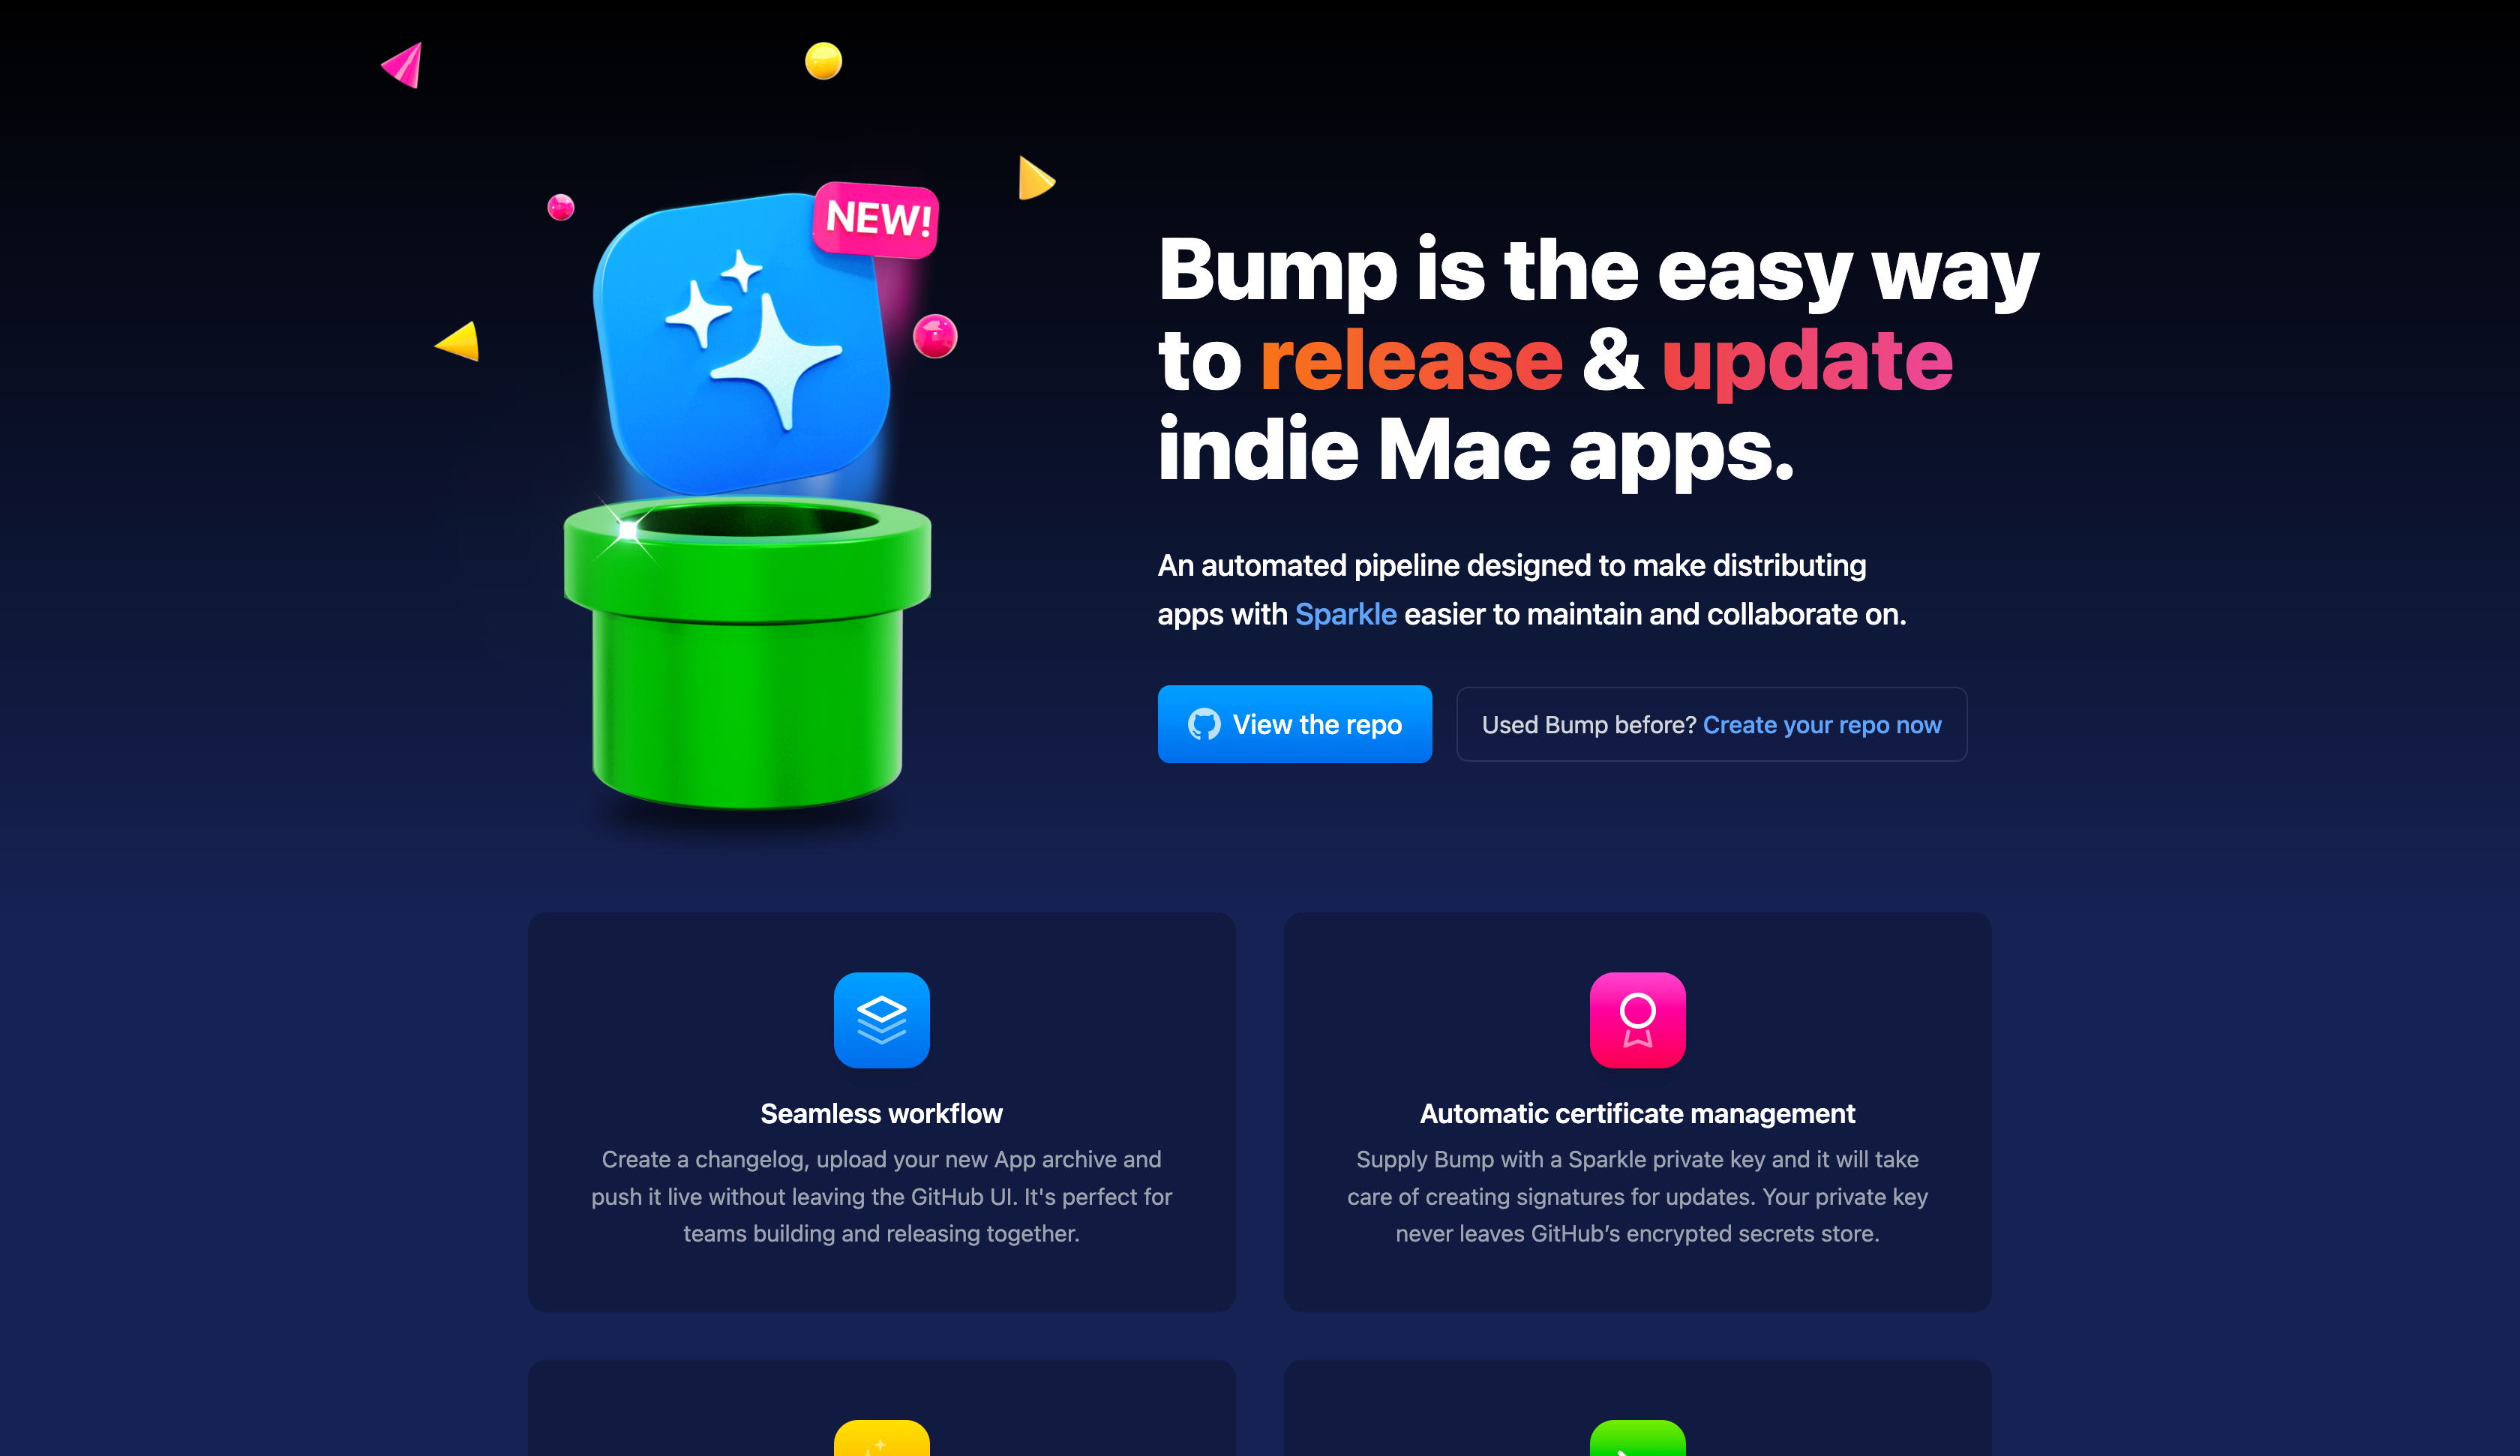 NEW!
Bump is the easy way
to release & update
indie Mac apps.
An automated pipeline designed to make distributing
apps with Sparkle easier to maintain and collaborate on.
View the repo
Used Bump before? Create your repo now
Seamless workflow
Create a changelog, upload your new App archive and
push it live without leaving the GitHub UI. It's perfect for
teams building and releasing together.
Automatic certificate management
Supply Bump with a Sparkle private key and it will take
care of creating signatures for updates. Your private key
never leaves GitHub’s encrypted secrets store.